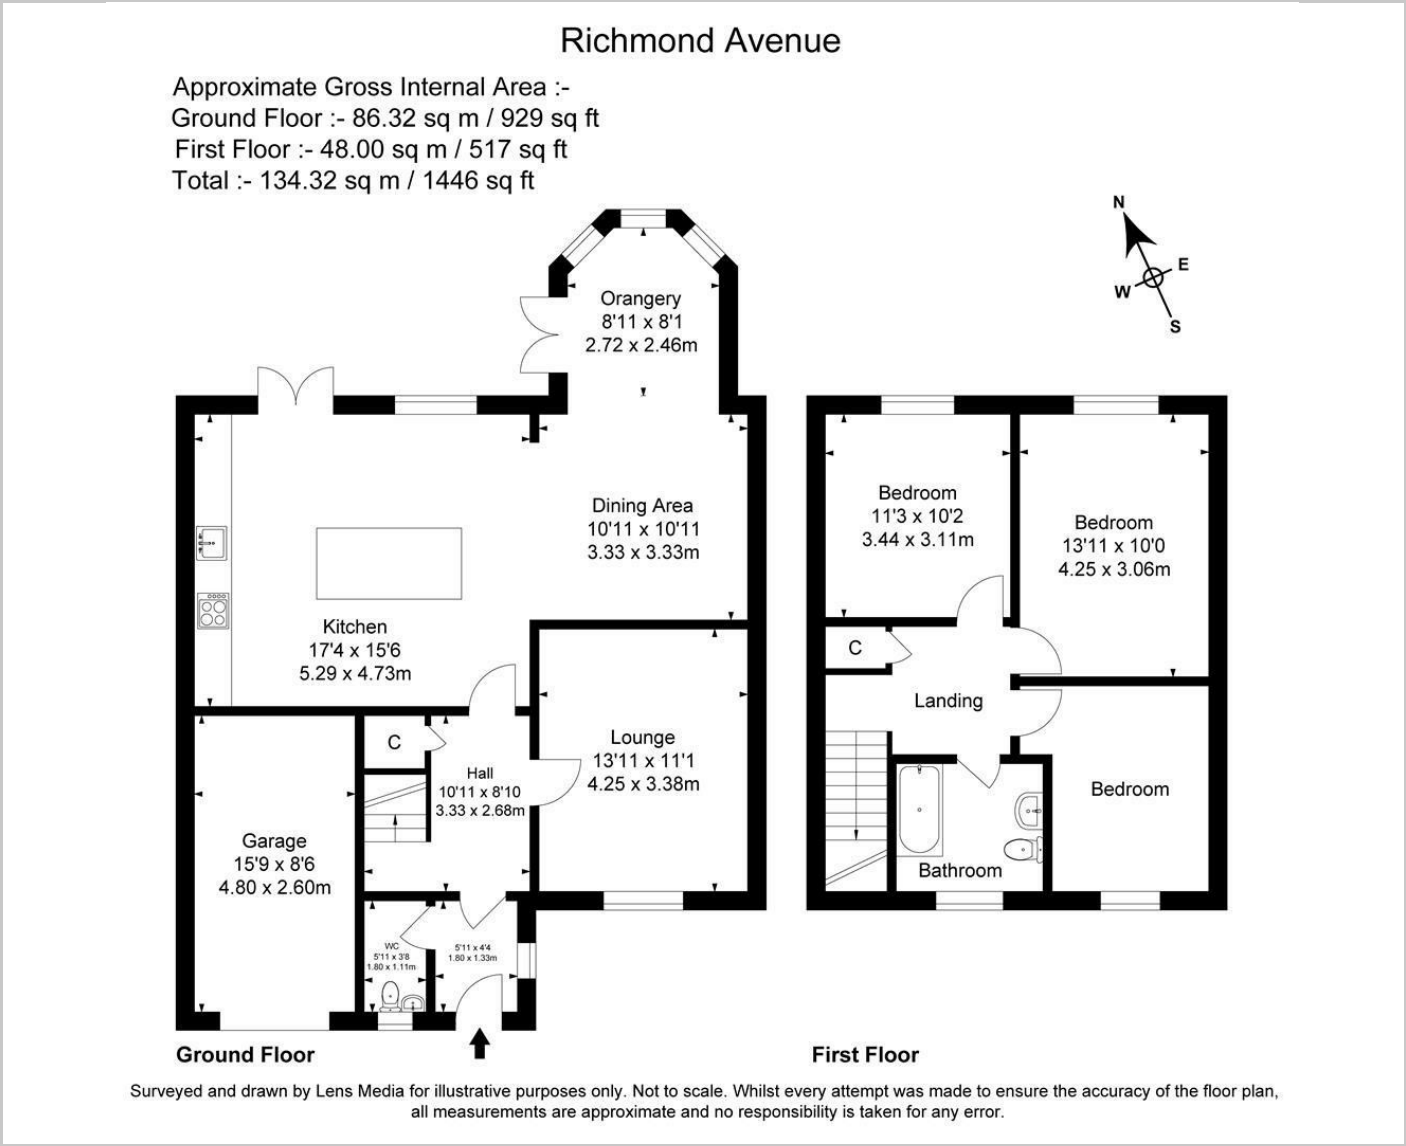 Richmond Avenue
Approximate Gross Internal Area :-
Ground Floor :- 86.32 sq m / 929 sq ft
First Floor :- 48.00 sq m / 517 sq ft
Total :- 134.32 sq m / 1446 sq ft
N
E
W
S
Orangery
8'11 x 8'1
2.72 x 2.46m
Dining Area
10'11 x 10'11
3.33 x 3.33m
Kitchen
17'4 x 15'6
5.29 x 4.73m
Lounge
13'11 x 11'1
4.25 x 3.38m
C
Hall
10'11 x 8'10
3.33 x 2.68m
Garage
15'9 x 8'6
4.80 x 2.60m
WC
5'11 x 3'8
1.80 x 1.11m
5'11 x 4'4
1.80 x 1.33m
Ground Floor
Bedroom
11'3 x 10'2
3.44 x 3.11m
Bedroom
13'11 x 10'0
4.25 x 3.06m
C
Landing
Bedroom
Bathroom
First Floor
Surveyed and drawn by Lens Media for illustrative purposes only. Not to scale. Whilst every attempt was made to ensure the accuracy of the floor plan,
all measurements are approximate and no responsibility is taken for any error.